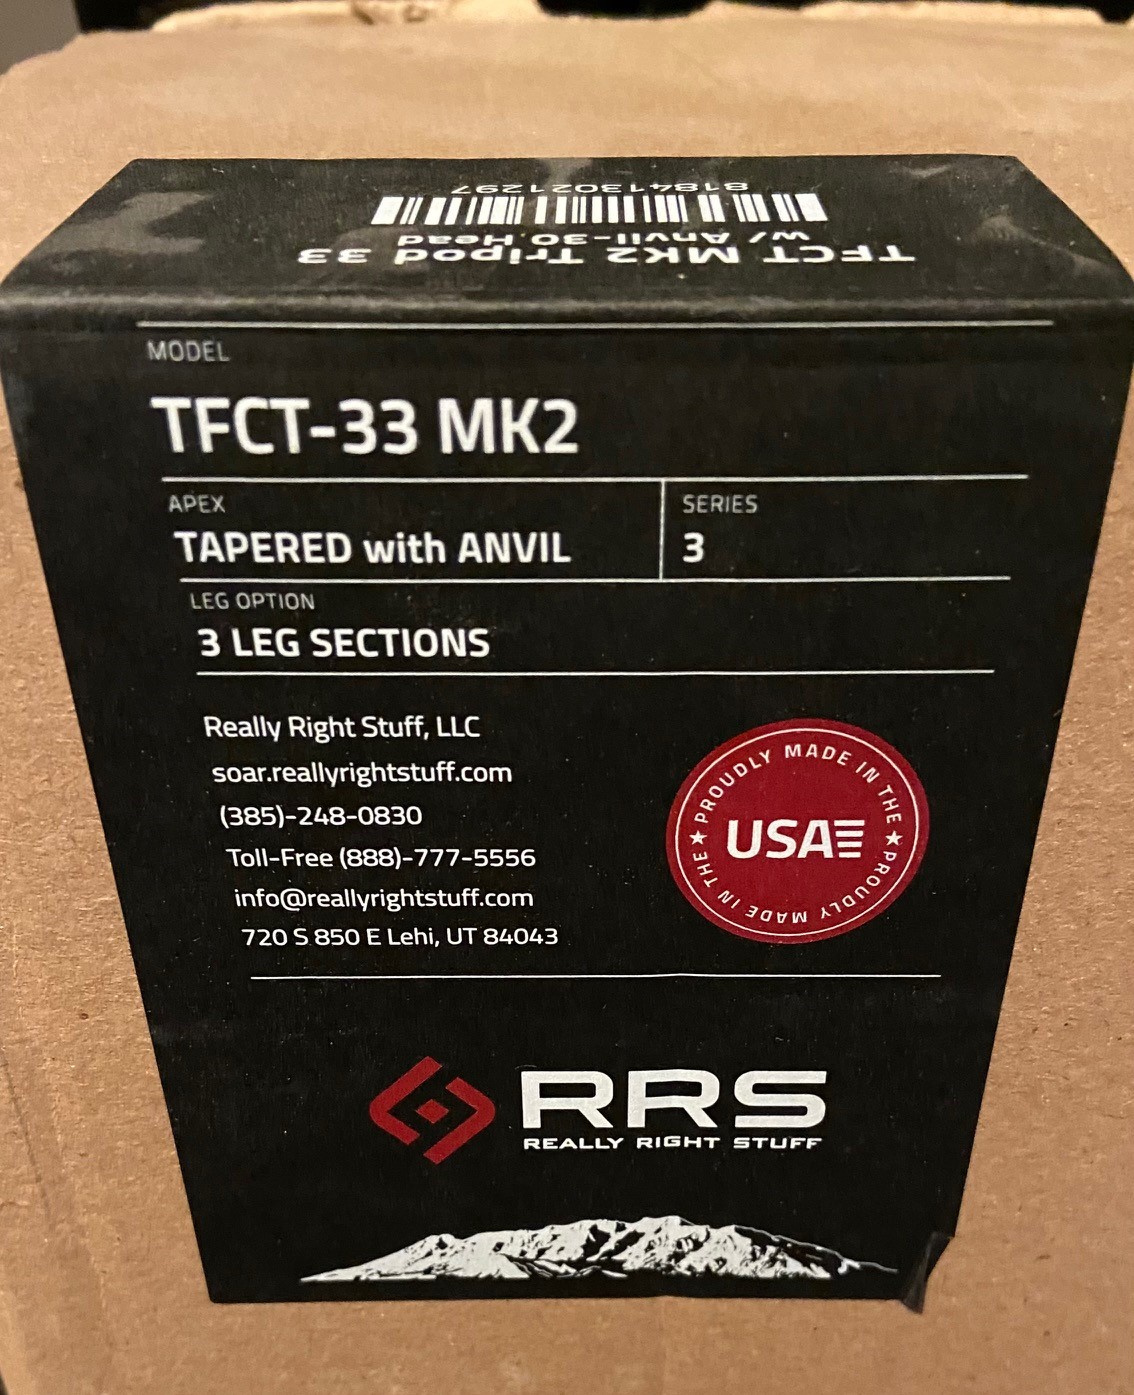 818413021297
TFCT MK2 Tripod 33
w/ Anvil-30 Head
MODEL
TFCT-33 MK2
APEX
TAPERED with ANVIL
SERIES
3
LEG OPTION
3 LEG SECTIONS
Really Right Stuff, LLC
soar.reallyrightstuff.com
(385)-248-0830
Toll-Free (888)-777-5556
info@reallyrightstuff.com
720 S 850 E Lehi, UT 84043
★ PROUDLY MADE IN THE ★ PROUDLY MADE IN THE
USA
RRS
REALLY RIGHT STUFF